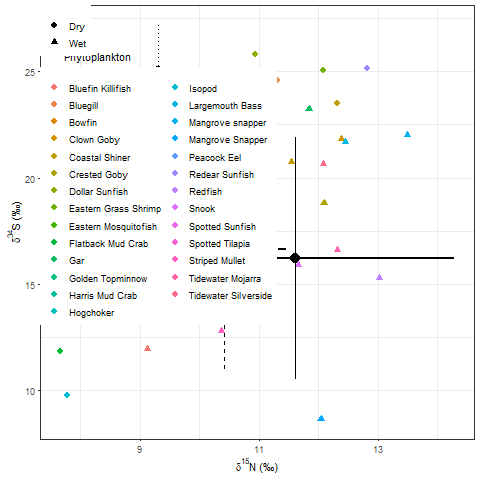 Dry
Wet
Phytoplankton
Bluefin Killifish
Bluegill
Bowfin
Clown Goby
Coastal Shiner
Crested Goby
Dollar Sunfish
Eastern Grass Shrimp
Eastern Mosquitofish
Flatback Mud Crab
Gar
Golden Topminnow
Harris Mud Crab
Hogchoker
Isopod
Largemouth Bass
Mangrove snapper
Mangrove Snapper
Peacock Eel
Redear Sunfish
Redfish
Snook
Spotted Sunfish
Spotted Tilapia
Striped Mullet
Tidewater Mojarra
Tidewater Silverside
25
20
15
10
δ³⁴S (‰)
9
11
13
δ¹⁵N (‰)